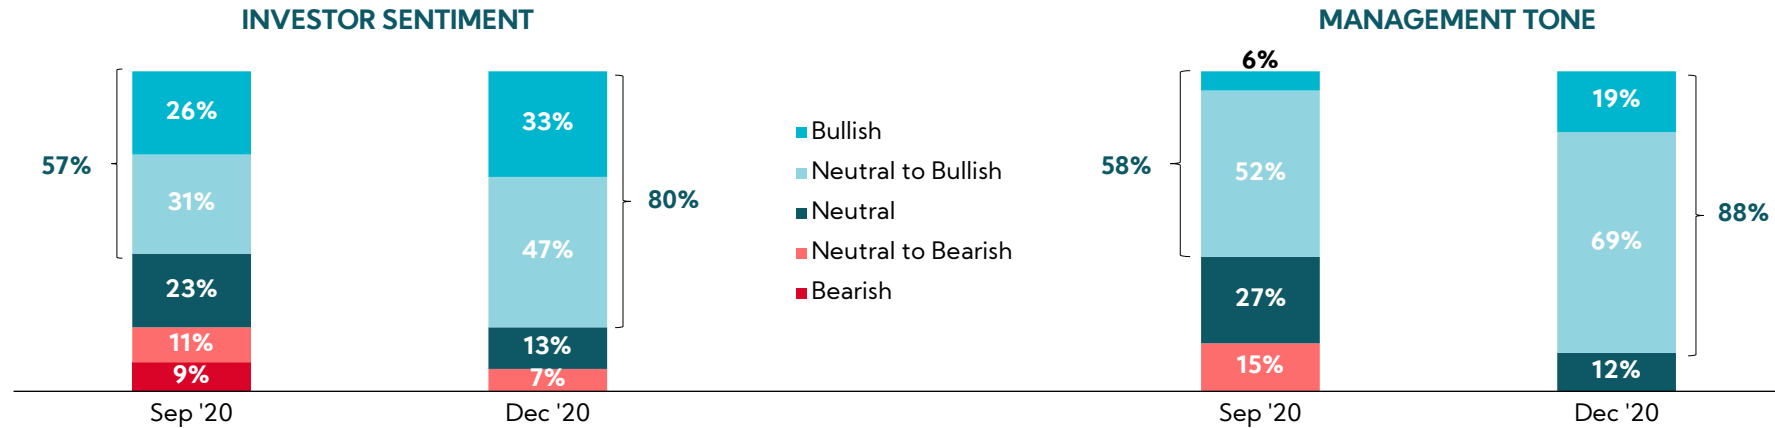 INVESTOR SENTIMENT
57%
26%
31%
23%
11%
9%
Sep '20
33%
47%
13%
7%
80%
Dec '20
Bullish
Neutral to Bullish
Neutral
Neutral to Bearish
Bearish
MANAGEMENT TONE
58%
6%
52%
27%
15%
Sep '20
19%
69%
12%
88%
Dec '20